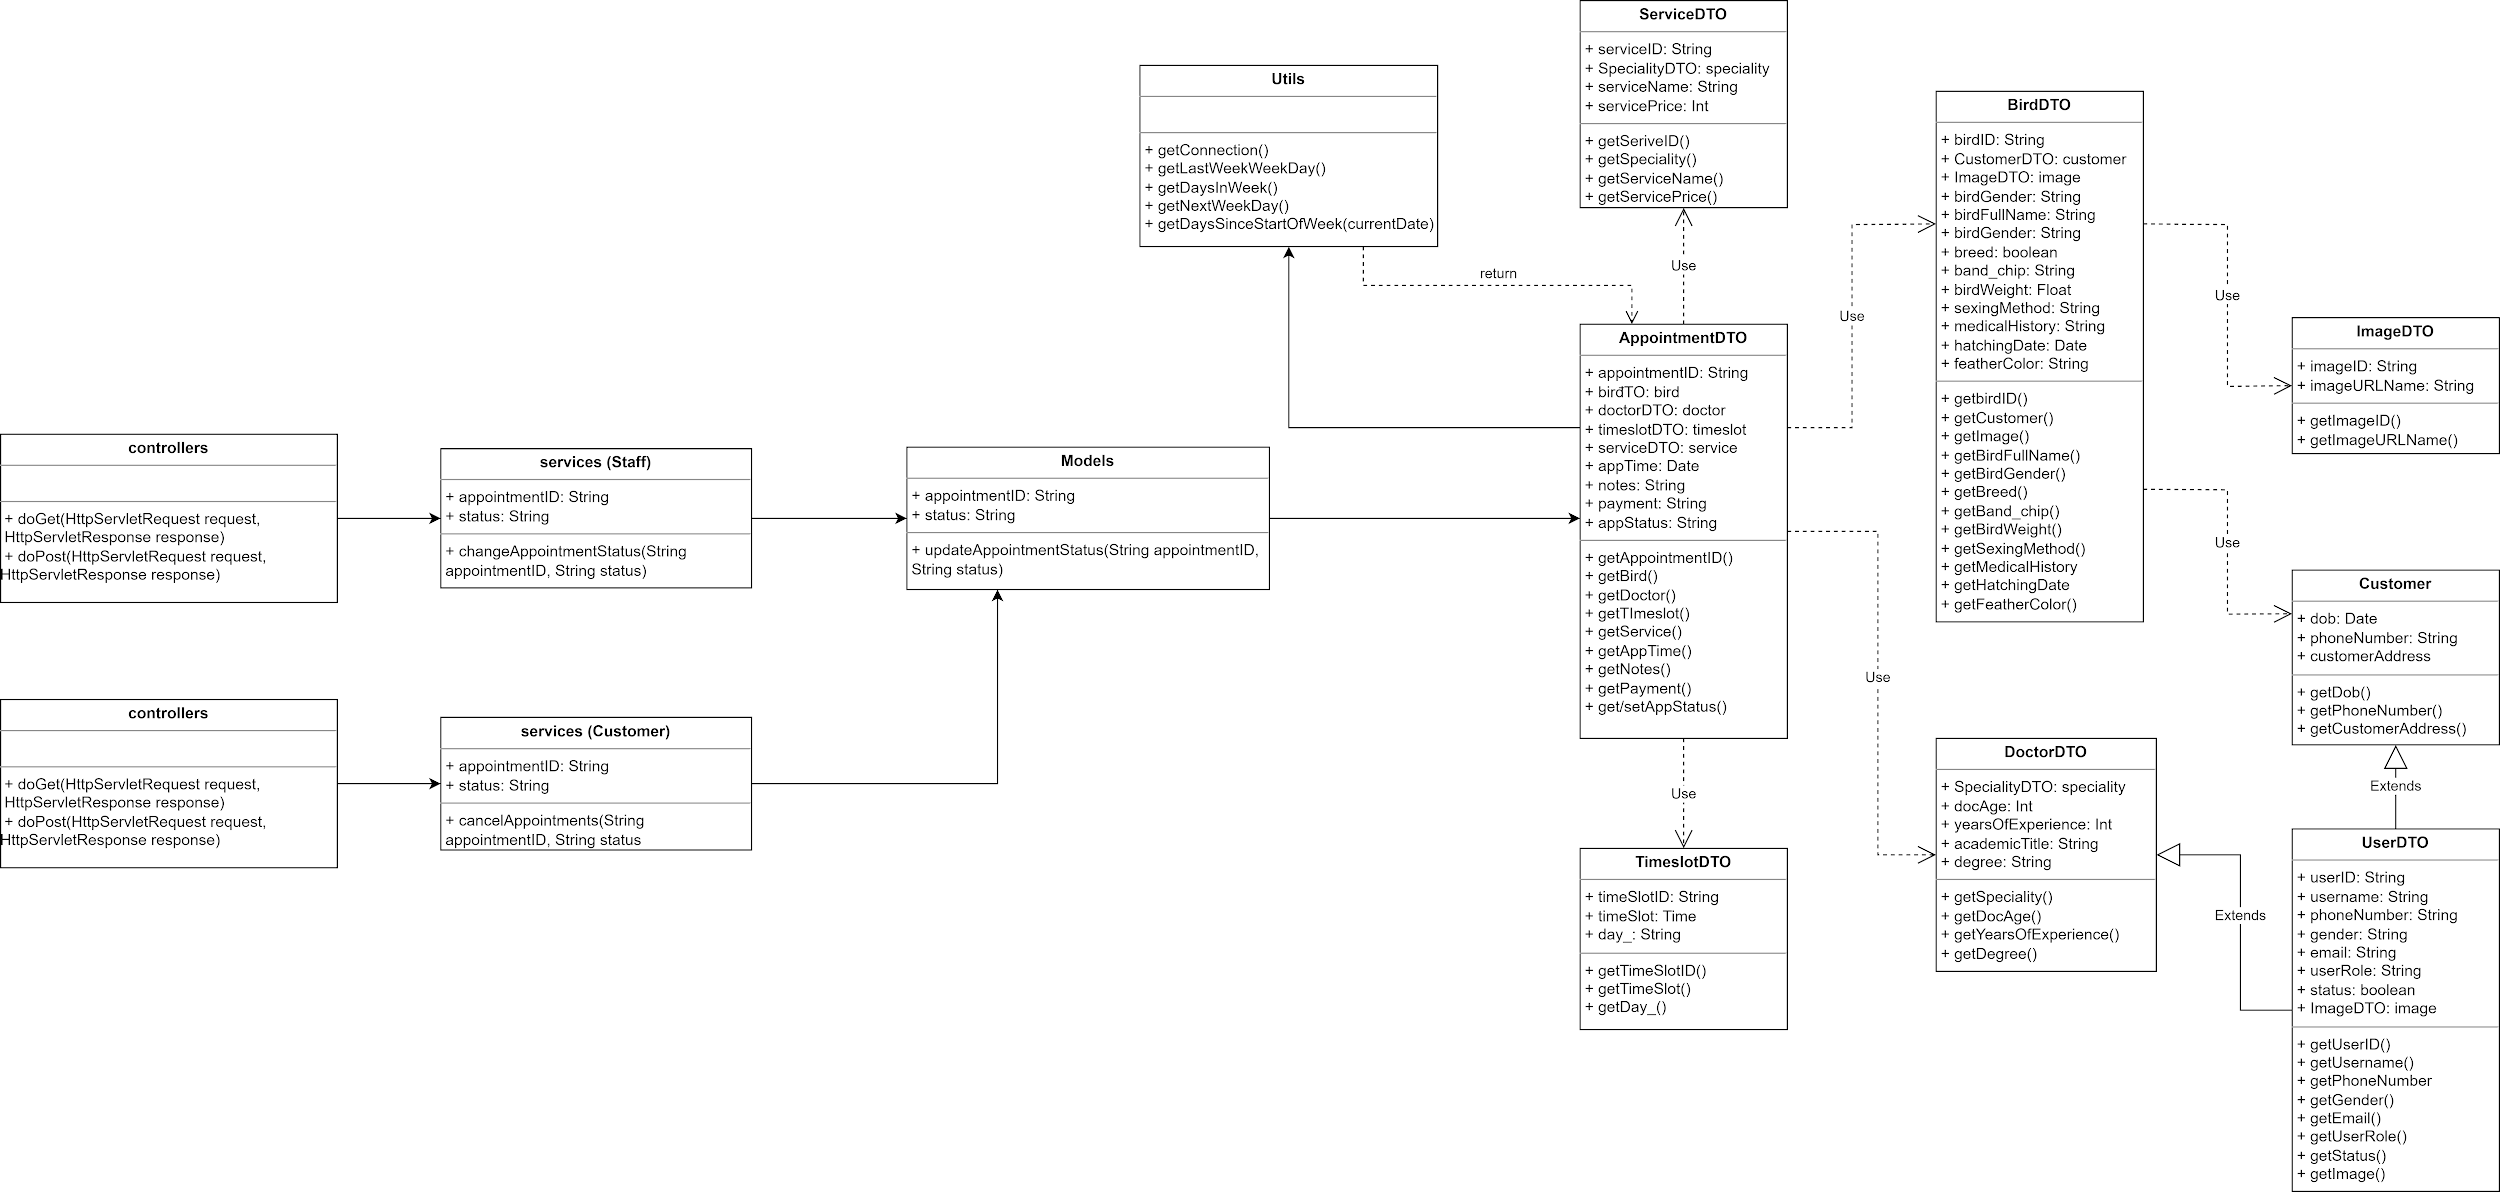 controllers
+ doGet(HttpServletRequest request,
HttpServletResponse response)
+ doPost(HttpServletRequest request,
HttpServletResponse response)
controllers
+ doGet(HttpServletRequest request,
HttpServletResponse response)
+ doPost(HttpServletRequest request,
HttpServletResponse response)
services (Staff)
+ appointmentID: String
+ status: String
+ changeAppointmentStatus(String
appointmentID, String status)
services (Customer)
+ appointmentID: String
+ status: String
+ cancelAppointments(String
appointmentID, String status
Models
+ appointmentID: String
+ status: String
+ updateAppointmentStatus(String appointmentID,
String status)
Utils
+ getConnection()
+ getLastWeekWeekDay()
+ getDaysInWeek()
+ getNextWeekDay()
+ getDaysSinceStartOfWeek(currentDate)
return
ServiceDTO
+ serviceID: String
+ SpecialityDTO: speciality
+ serviceName: String
+ servicePrice: Int
+ getSeriveID()
+ getSpeciality()
+ getServiceName()
+ getServicePrice()
Use
AppointmentDTO
+ appointmentID: String
+ birdTO: bird
+ doctorDTO: doctor
+ timeslotDTO: timeslot
+ serviceDTO: service
+ appTime: Date
+ notes: String
+ payment: String
+ appStatus: String
+ getAppointmentID()
+ getBird()
+ getDoctor()
+ getTImeslot()
+ getService()
+ getAppTime()
+ getNotes()
+ getPayment()
+ get/setAppStatus()
Use
TimeslotDTO
+ timeSlotID: String
+ timeSlot: Time
+ day_: String
+ getTimeSlotID()
+ getTimeSlot()
+ getDay_()
Use
Use
BirdDTO
+ birdID: String
+ CustomerDTO: customer
+ ImageDTO: image
+ birdGender: String
+ birdFullName: String
+ birdGender: String
+ breed: boolean
+ band_chip: String
+ birdWeight: Float
+ sexingMethod: String
+ medicalHistory: String
+ hatchingDate: Date
+ featherColor: String
+ getbirdID()
+ getCustomer()
+ getImage()
+ getBirdFullName()
+ getBirdGender()
+ getBreed()
+ getBand_chip()
+ getBirdWeight()
+ getSexingMethod()
+ getMedicalHistory
+ getHatchingDate
+ getFeatherColor()
DoctorDTO
+ SpecialityDTO: speciality
+ docAge: Int
+ yearsOfExperience: Int
+ academicTitle: String
+ degree: String
+ getSpeciality()
+ getDocAge()
+ getYearsOfExperience()
+ getDegree()
Use
Use
ImageDTO
+ imageID: String
+ imageURLName: String
+ getImageID()
+ getImageURLName()
Customer
+ dob: Date
+ phoneNumber: String
+ customerAddress
+ getDob()
+ getPhoneNumber()
+ getCustomerAddress()
Extends
Extends
UserDTO
+ userID: String
+ username: String
+ phoneNumber: String
+ gender: String
+ email: String
+ userRole: String
+ status: boolean
+ ImageDTO: image
+ getUserID()
+ getUsername()
+ getPhoneNumber
+ getGender()
+ getEmail()
+ getUserRole()
+ getStatus()
+ getImage()